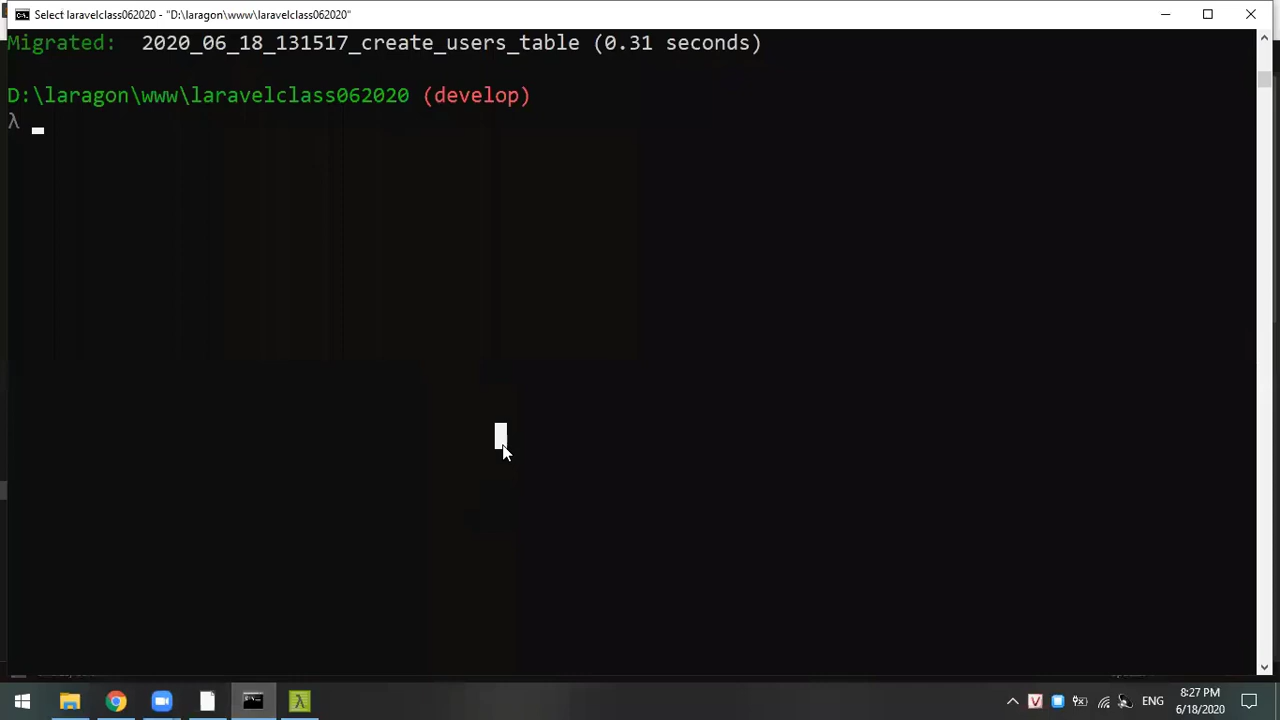 Select laravelclass062020 - "D:\laragon\www\laravelclass062020"
Migrated: 2020_06_18_131517_create_users_table (0.31 seconds)
D:\laragon\www\laravelclass062020 (develop)
λ
ENG
8:27 PM
6/18/2020